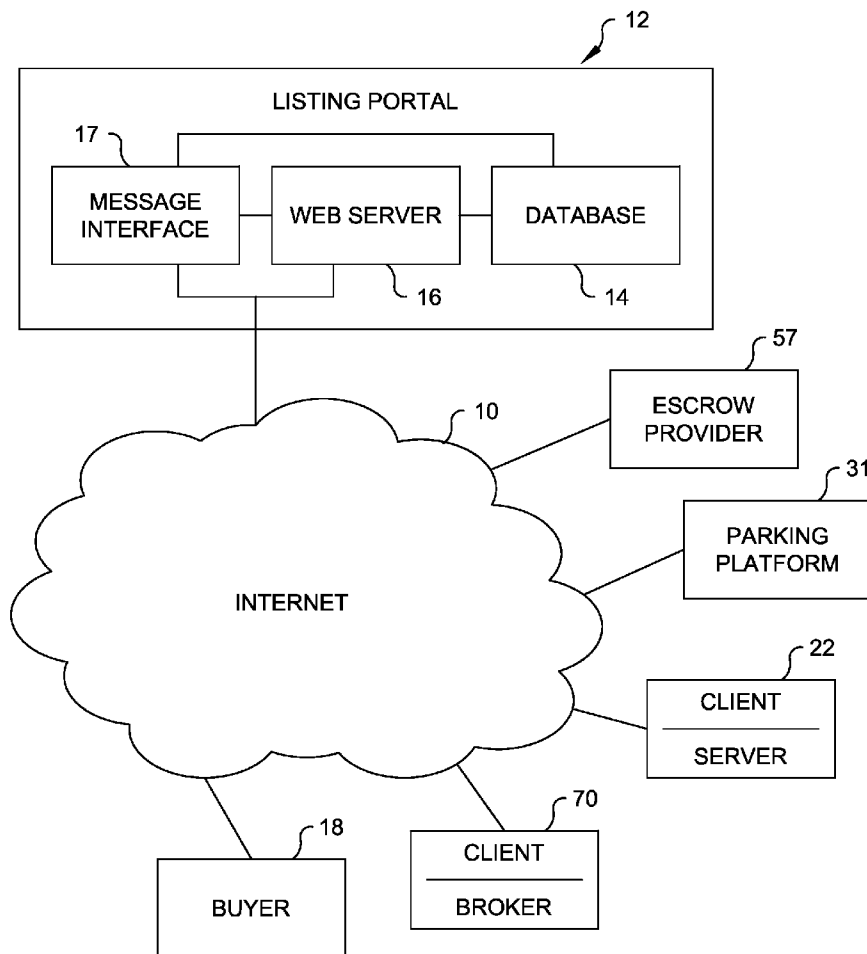 12
LISTING PORTAL
17
MESSAGE
INTERFACE
WEB SERVER
DATABASE
16
14
57
ESCROW
PROVIDER
10
31
PARKING
PLATFORM
INTERNET
22
CLIENT
SERVER
70
CLIENT
BROKER
18
BUYER